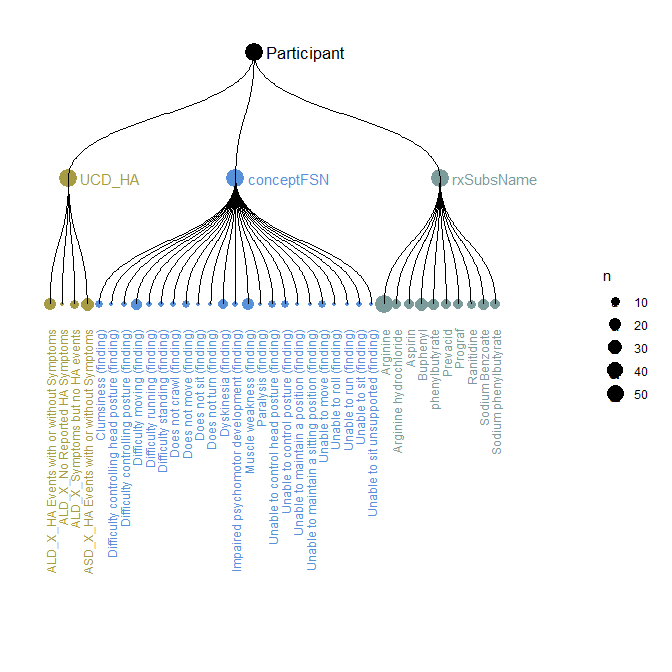 Participant
UCD_HA
conceptFSN
rxSubsName
ALD_X_HA Events with or without Symptoms
ALD_X_No Reported HA Symptoms
ALD_X_Symptoms but no HA events
ASD_X_HA Events with or without Symptoms
Clumsiness (finding)
Difficulty controlling head posture (finding)
Difficulty controlling posture (finding)
Difficulty moving (finding)
Difficulty running (finding)
Difficulty standing (finding)
Does not crawl (finding)
Does not move (finding)
Does not sit (finding)
Does not turn (finding)
Dyskinesia (finding)
Impaired psychomotor development (finding)
Muscle weakness (finding)
Paralysis (finding)
Unable to control head posture (finding)
Unable to control posture (finding)
Unable to maintain a position (finding)
Unable to maintain a sitting position (finding)
Unable to move (finding)
Unable to roll (finding)
Unable to run (finding)
Unable to sit (finding)
Unable to sit unsupported (finding)
Arginine
Arginine hydrochloride
Aspirin
Buphenyl
phenylbutyrate
Prevacid
Prograf
Ranitidine
Sodium Benzoate
Sodium phenylbutyrate
n
10
20
30
40
50